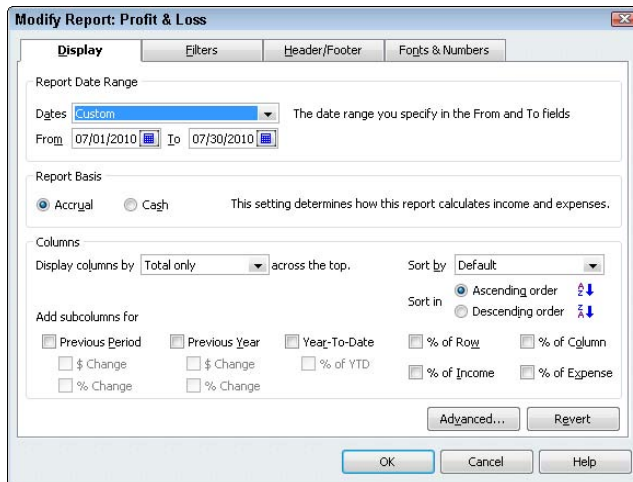 Modify Report: Profit & Loss
Display Filters Header/Footer Fonts & Numbers
Report Date Range
Dates Custom The date range you specify in the From and To fields
From 07/01/2010 To 07/30/2010
Report Basis
Accrual Cash This setting determines how this report calculates income and expenses.
Columns
Display columns by Total only across the top. Sort by Default
Sort in Ascending order AZ
Descending order ZA
Add subcolumns for
Previous Period Previous Year Year-To-Date % of Row % of Column
$ Change $ Change % of YTD % of Income % of Expense
% Change % Change
Advanced... Revert
OK Cancel Help